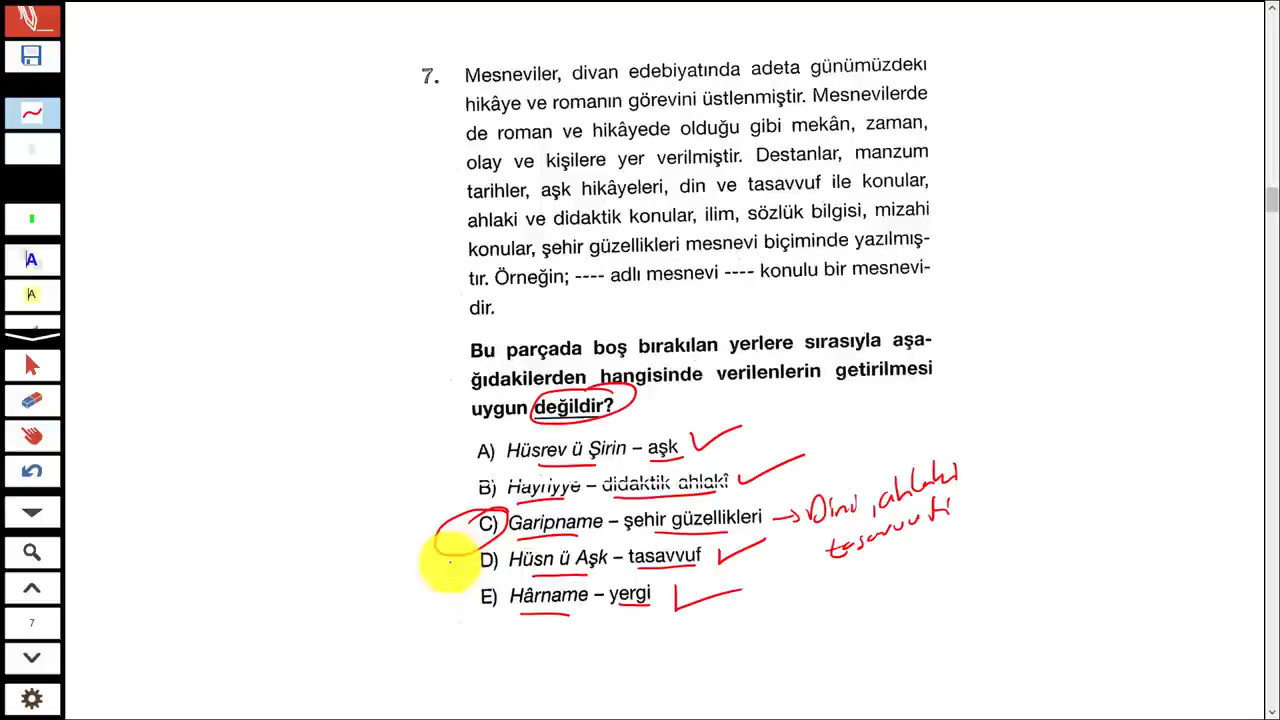 7. Mesneviler, divan edebiyatında adeta günümüzdeki
hikâye ve romanın görevini üstlenmiştir. Mesnevilerde
de roman ve hikâyede olduğu gibi mekân, zaman,
olay ve kişilere yer verilmiştir. Destanlar, manzum
tarihler, aşk hikâyeleri, din ve tasavvuf ile konular,
ahlaki ve didaktik konular, ilim, sözlük bilgisi, mizahi
konular, şehir güzellikleri mesnevi biçiminde yazılmış-
tır. Örneğin; ---- adlı mesnevi ---- konulu bir mesnevi-
dir.
Bu parçada boş bırakılan yerlere sırasıyla aşa-
ğıdakilerden hangisinde verilenlerin getirilmesi
uygun değildir?
A) Hüsrev ü Şirin – aşk
B) Hayriyye – didaktik ahlakî
C) Garipname – şehir güzellikleri → Dini, ahlaki
tasavvufi
D) Hüsn ü Aşk – tasavvuf
E) Hârname – yergi
A
A
7